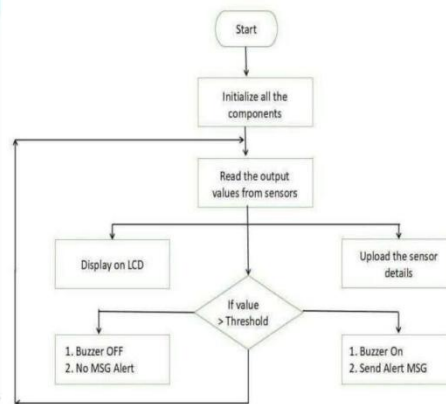 Start
Initialize all the
components
Read the output
values from sensors
Display on LCD
Upload the sensor
details
If value
> Threshold
1. Buzzer OFF
2. No MSG Alert
1. Buzzer On
2. Send Alert MSG